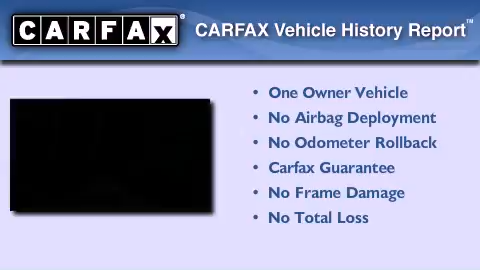 CARFAX® CARFAX Vehicle History Report™
• One Owner Vehicle
• No Airbag Deployment
• No Odometer Rollback
• Carfax Guarantee
• No Frame Damage
• No Total Loss